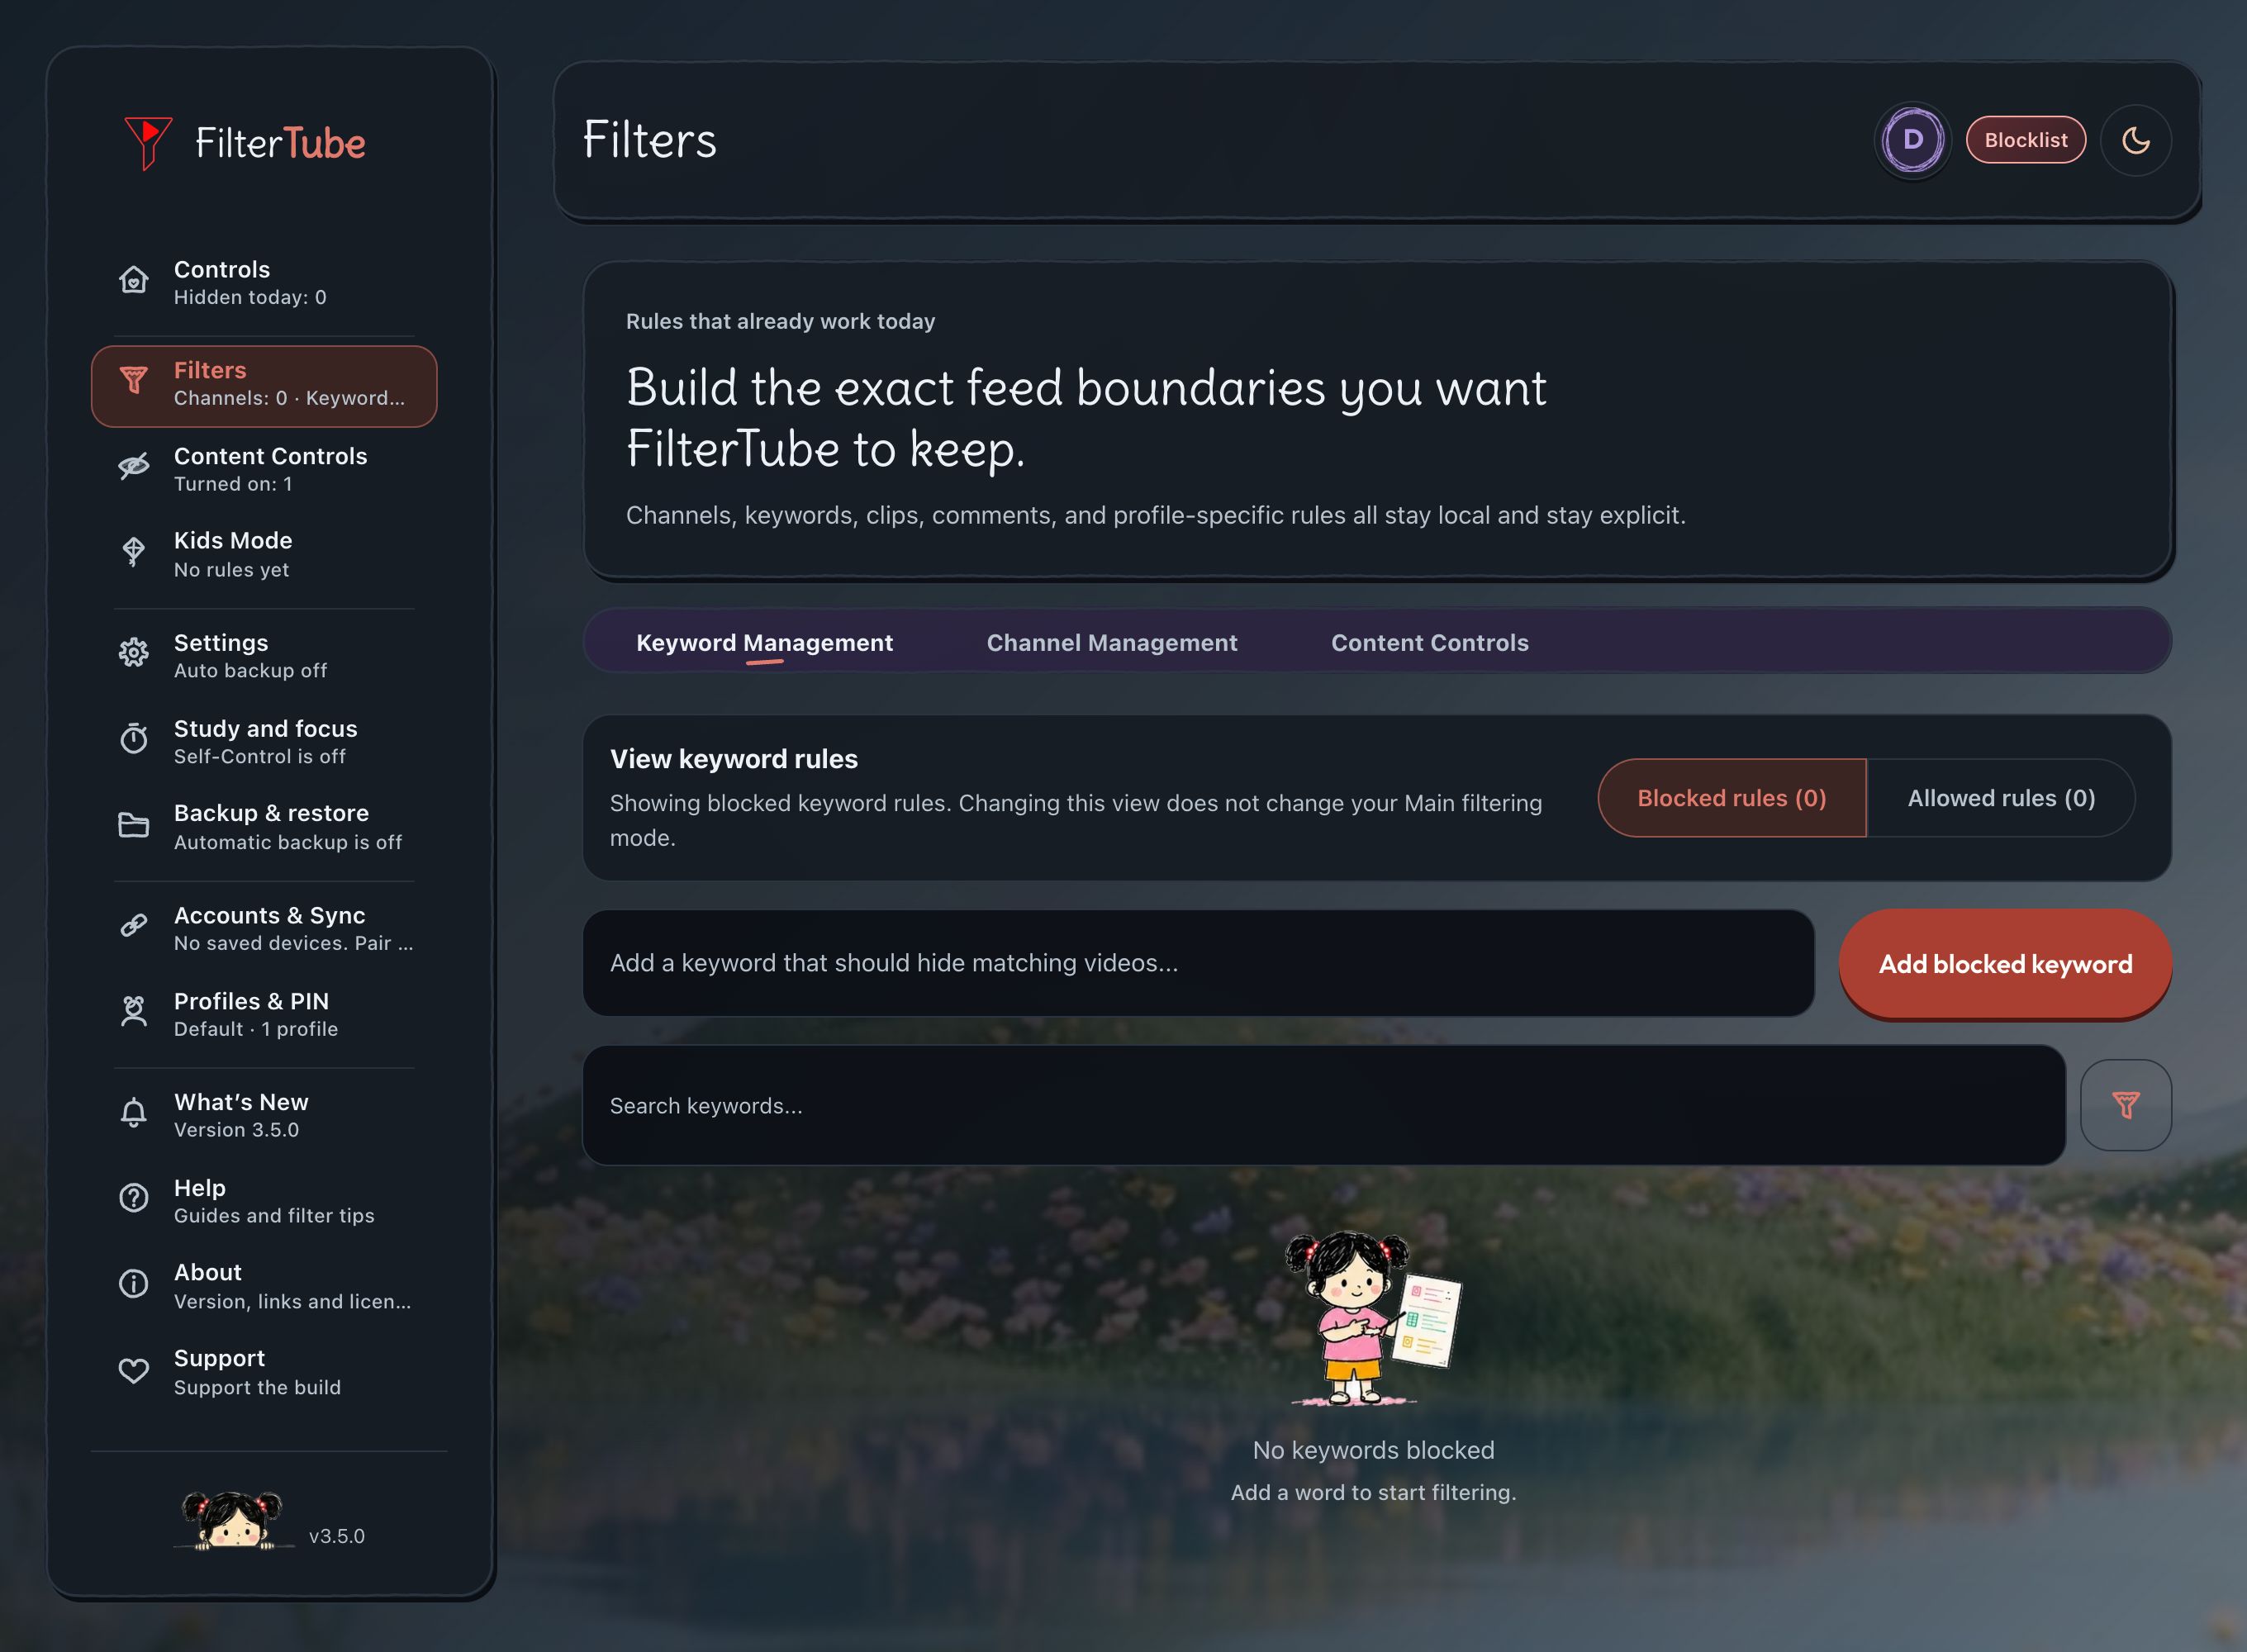 FilterTube
Controls
Hidden today: 0
Filters
Channels: 0 · Keyword...
Content Controls
Turned on: 1
Kids Mode
No rules yet
Settings
Auto backup off
Study and focus
Self-Control is off
Backup & restore
Automatic backup is off
Accounts & Sync
No saved devices. Pair ...
Profiles & PIN
Default · 1 profile
What’s New
Version 3.5.0
Help
Guides and filter tips
About
Version, links and licen...
Support
Support the build
v3.5.0
Filters
D
Blocklist
Rules that already work today
Build the exact feed boundaries you want
FilterTube to keep.
Channels, keywords, clips, comments, and profile-specific rules all stay local and stay explicit.
Keyword Management
Channel Management
Content Controls
View keyword rules
Showing blocked keyword rules. Changing this view does not change your Main filtering
mode.
Blocked rules (0)
Allowed rules (0)
Add a keyword that should hide matching videos...
Add blocked keyword
Search keywords...
No keywords blocked
Add a word to start filtering.